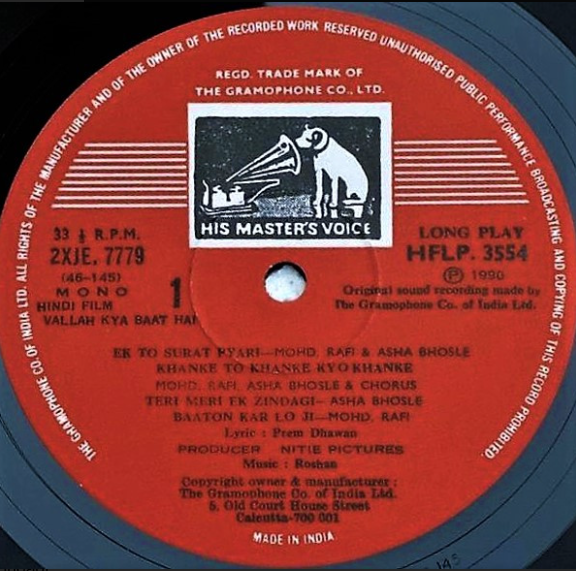 THE GRAMOPHONE CO. OF INDIA LTD. ALL RIGHTS OF THE MANUFACTURER AND OF THE OWNER OF THE RECORDED WORK RESERVED UNAUTHORISED PUBLIC PERFORMANCE BROADCASTING AND COPYING OF THIS RECORD PROHIBITED.
REGD. TRADE MARK OF
THE GRAMOPHONE CO., LTD.
HIS MASTER'S VOICE
33 ⅓ R.P.M.
2XJE. 7779
(46-145)
MONO
1
HINDI FILM
VALLAH KYA BAAT HAI
LONG PLAY
HFLP. 3554
Ⓟ 1990
Original sound recording made by
The Gramophone Co. of India Ltd.
EK TO SURAT PYARI—MOHD. RAFI & ASHA BHOSLE
KHANKE TO KHANKE KYO KHANKE
MOHD. RAFI, ASHA BHOSLE & CHORUS
TERI MERI EK ZINDAGI—ASHA BHOSLE
BAATON KAR LO JI—MOHD. RAFI
Lyric : Prem Dhawan
PRODUCER NITIE PICTURES
Music : Roshan
Copyright owner & manufacturer :
The Gramophone Co. of India Ltd.
5, Old Court House Street
Calcutta-700 001
MADE IN INDIA
145